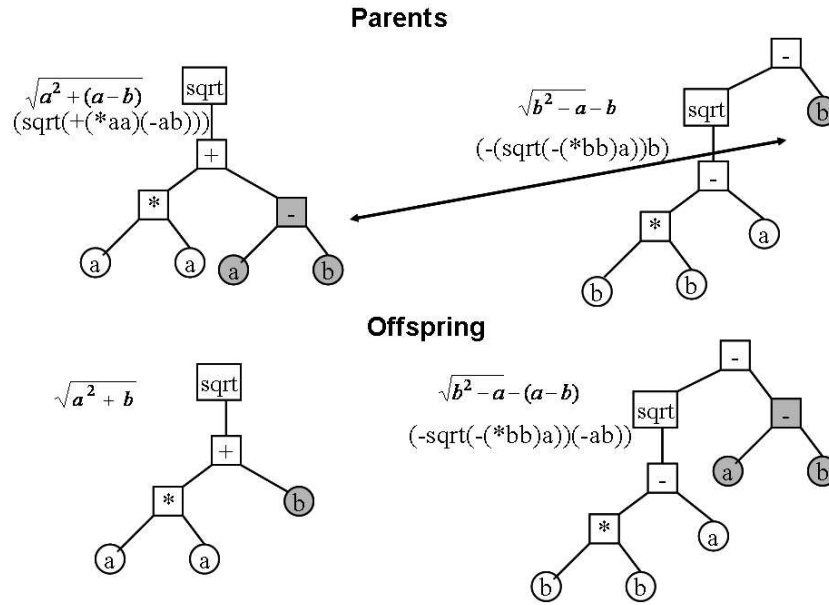 Parents
√a² + (a − b)
(sqrt(+(*aa)(-ab)))
sqrt
+
*
-
a
a
a
b
√b² − a − b
(-(sqrt(-(*bb)a))b)
-
sqrt
b
-
*
a
b
b
Offspring
√a² + b
sqrt
+
*
b
a
a
√b² − a − (a − b)
(-sqrt(-(*bb)a))(-ab))
-
sqrt
-
a
b
-
*
a
b
b